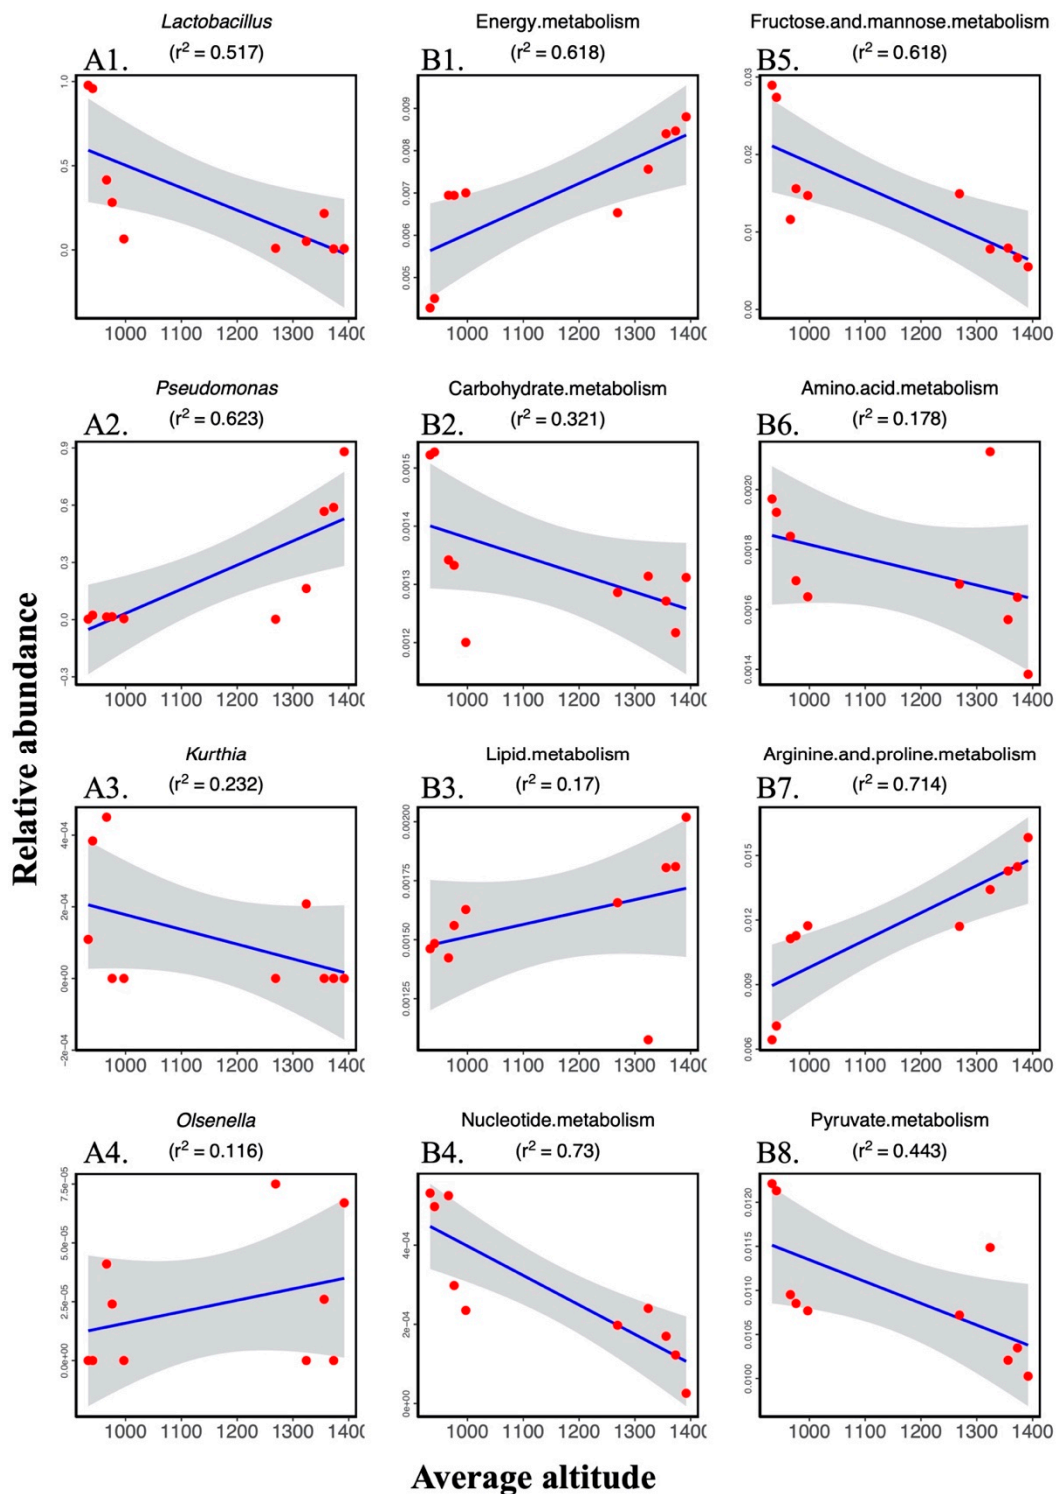 Lactobacillus Energy.metabolism Fructose.and.mannose.metabolism
A1. (r² = 0.517) B1. (r² = 0.618) B5. (r² = 0.618)
1.0
0.5
0.0
0.009
0.008
0.007
0.006
0.005
0.03
0.02
0.01
0.00
1000 1100 1200 1300 140( 1000 1100 1200 1300 1400 1000 1100 1200 1300 1400
Pseudomonas Carbohydrate.metabolism Amino.acid.metabolism
A2. (r² = 0.623) B2. (r² = 0.321) B6. (r² = 0.178)
0.9
0.6
0.3
0.0
−0.3
0.0015
0.0014
0.0013
0.0012
0.0020
0.0018
0.0016
0.0014
1000 1100 1200 1300 140( 1000 1100 1200 1300 1400 1000 1100 1200 1300 1400
Relative abundance
Kurthia Lipid.metabolism Arginine.and.proline.metabolism
A3. (r² = 0.232) B3. (r² = 0.17) B7. (r² = 0.714)
4e−04
2e−04
0e+00
−2e−04
0.00200
0.00175
0.00150
0.00125
0.015
0.012
0.009
0.006
1000 1100 1200 1300 140( 1000 1100 1200 1300 1400 1000 1100 1200 1300 1400
Olsenella Nucleotide.metabolism Pyruvate.metabolism
A4. (r² = 0.116) B4. (r² = 0.73) B8. (r² = 0.443)
7.5e−05
5.0e−05
2.5e−05
0.0e+00
4e−04
2e−04
0e+00
0.0120
0.0115
0.0110
0.0105
0.0100
1000 1100 1200 1300 140( 1000 1100 1200 1300 1400 1000 1100 1200 1300 1400
Average altitude